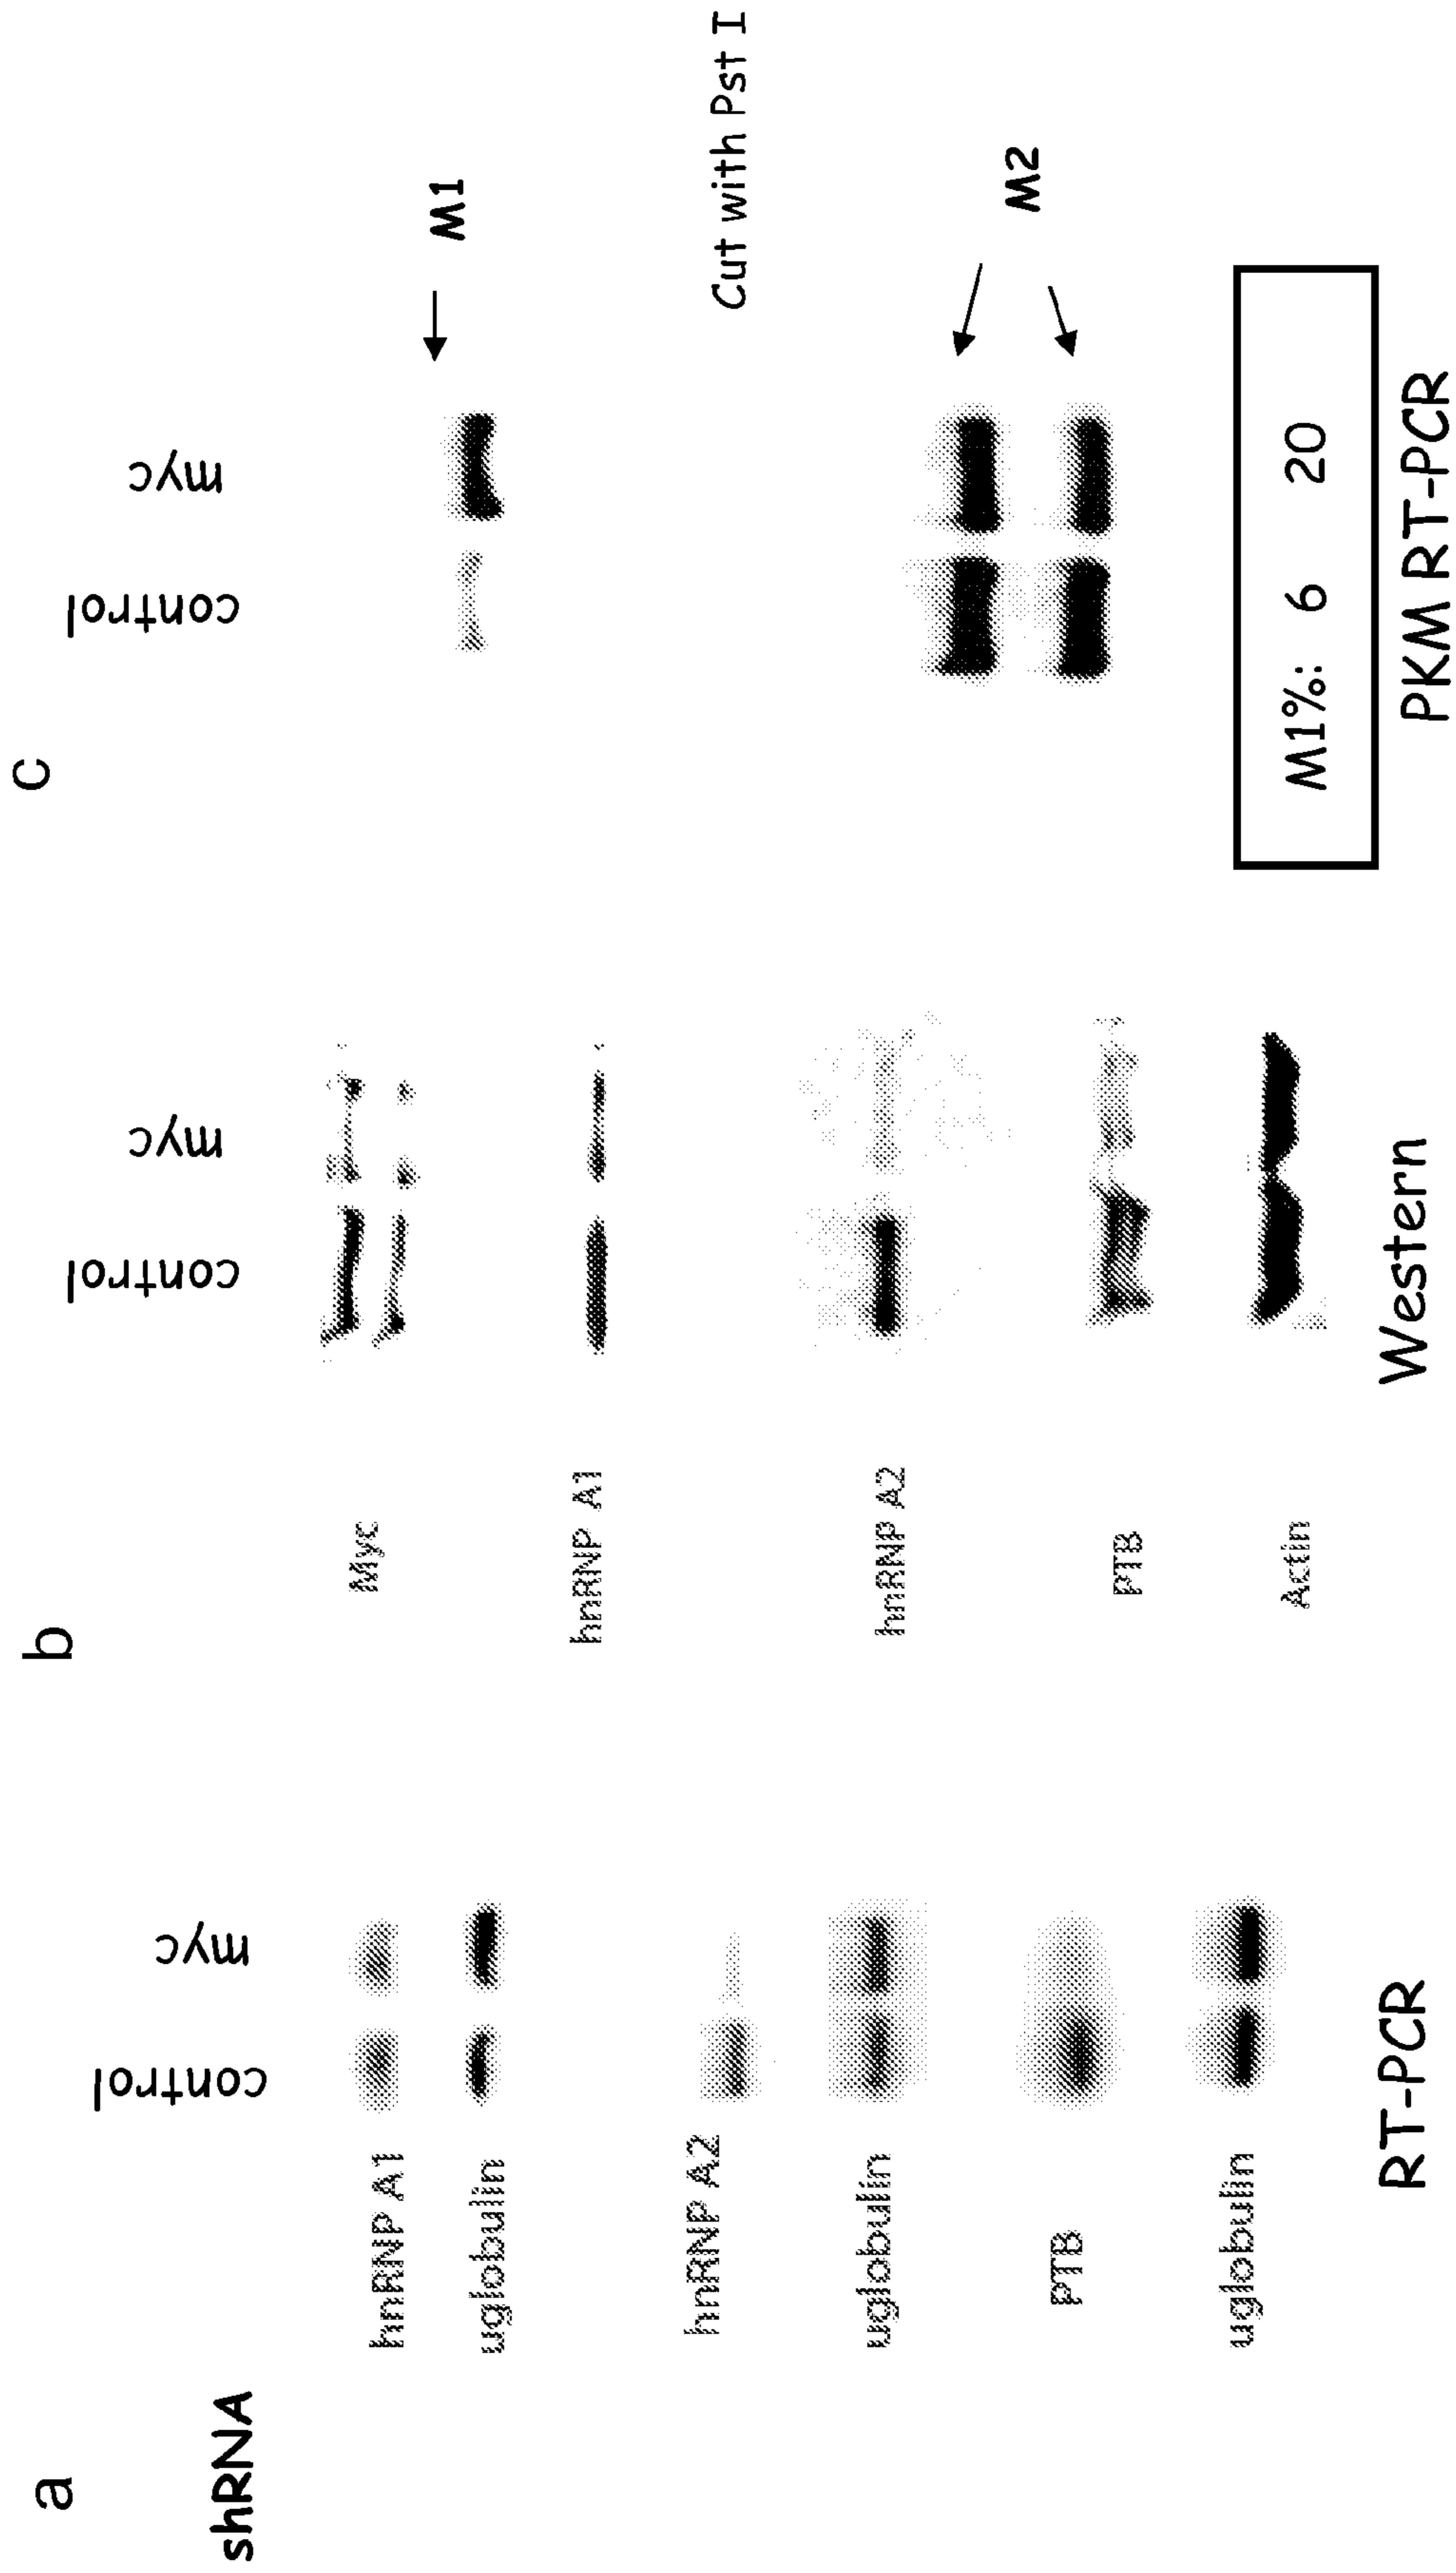 a
shRNA
control
myc
hnRNP A1
uglobulin
hnRNP A2
uglobulin
PTB
uglobulin
RT-PCR
b
control
myc
Myc
hnRNP A1
hnRNP A2
PTB
Actin
Western
c
control
myc
M1
Cut with Pst I
M2
M1%: 6 20
PKM RT-PCR